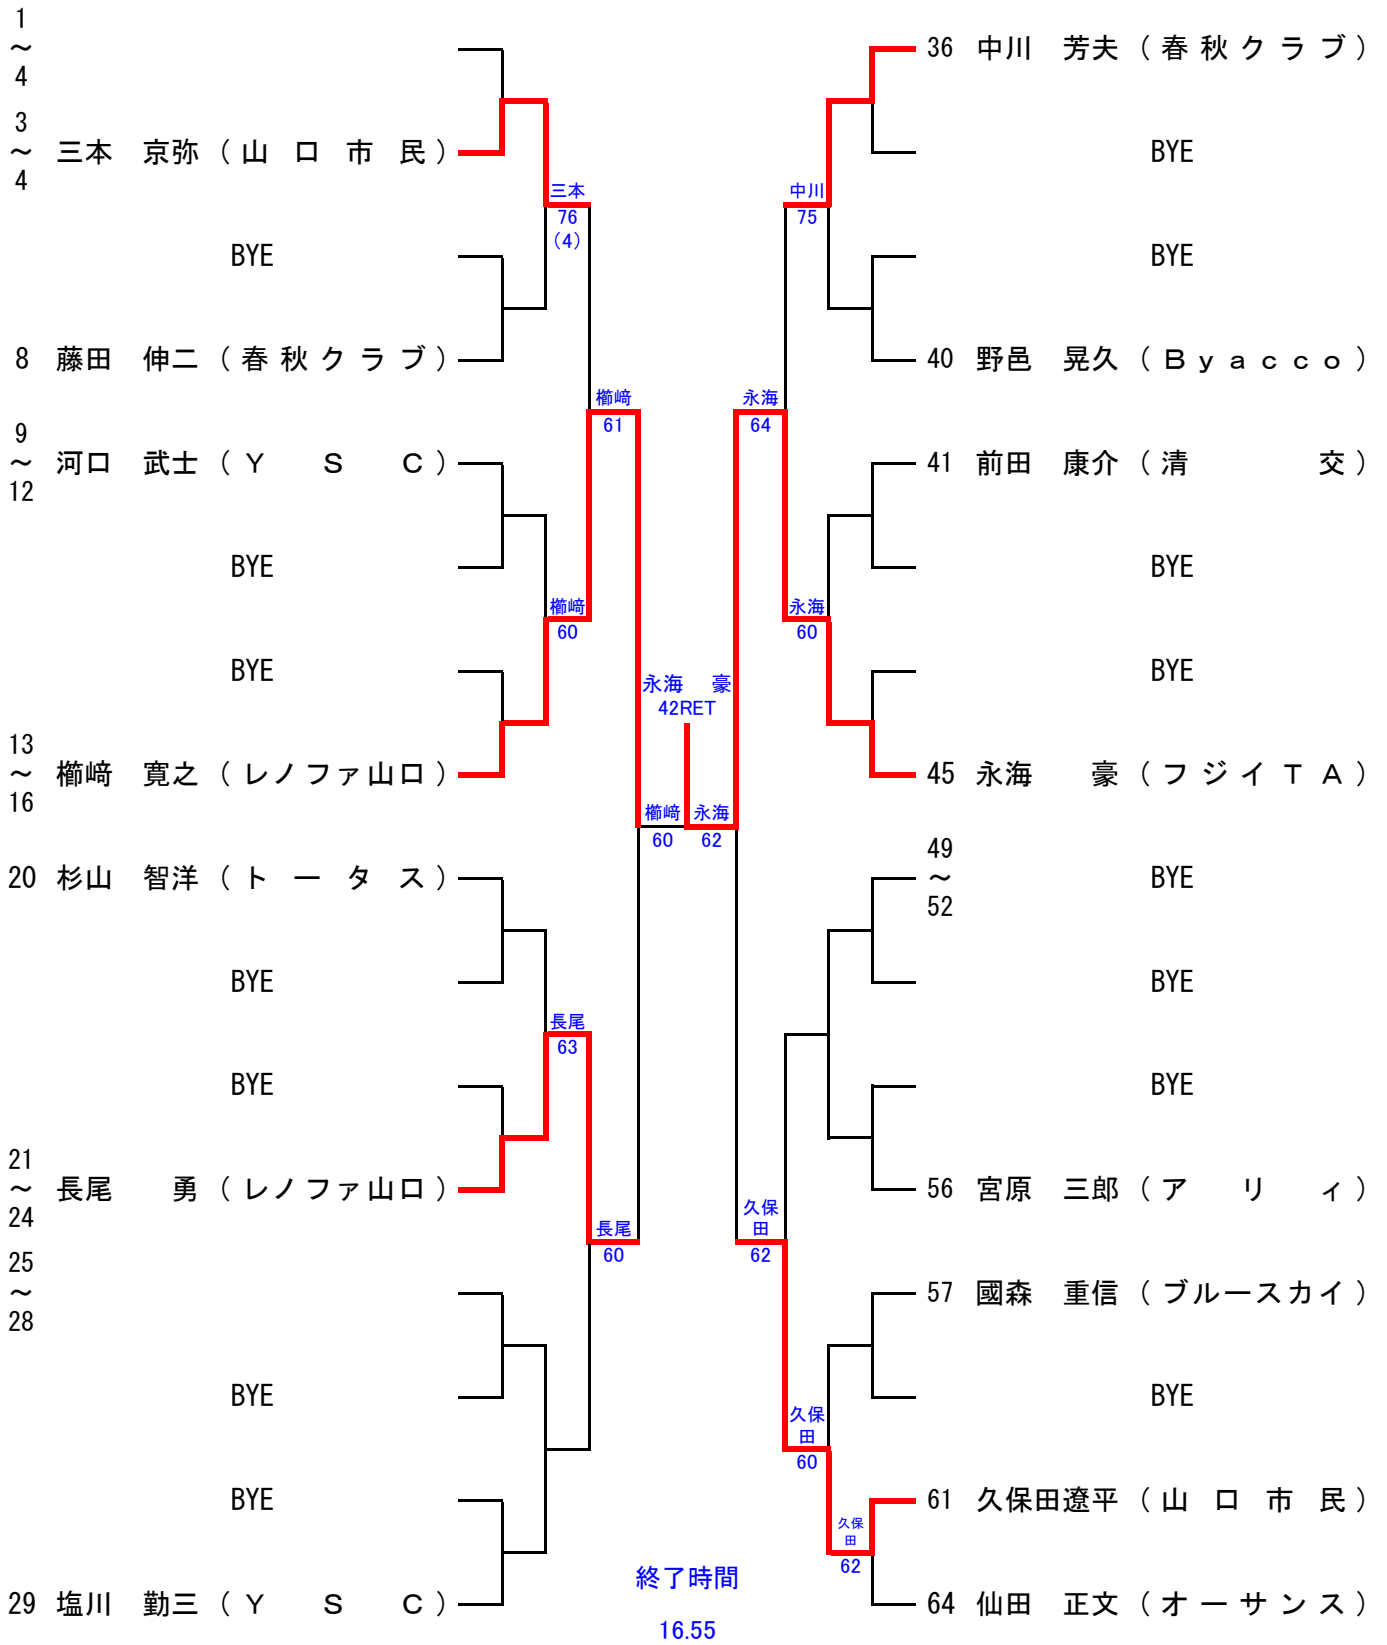 1
～
4
3
～
4
三本　京弥（山口市民）
BYE
8 藤田　伸二（春秋クラブ）
9
～
12
河口　武士（ＹＳＣ）
BYE
BYE
13
～
16
櫛﨑　寛之（レノファ山口）
20 杉山　智洋（トータス）
BYE
BYE
21
～
24
長尾　勇（レノファ山口）
25
～
28
BYE
BYE
29 塩川　勤三（ＹＳＣ）
三本
76
(4)
櫛﨑
60
櫛﨑
61
長尾
63
長尾
60
櫛﨑
60
永海　豪
42RET
永海
62
永海
64
中川
75
永海
60
久保
田
62
久保
田
60
久保
田
62
36 中川　芳夫（春秋クラブ）
BYE
BYE
40 野邑　晃久（Ｂｙａｃｃｏ）
41 前田　康介（清交）
BYE
BYE
45 永海　豪（フジイＴＡ）
49
～
52
BYE
BYE
BYE
56 宮原　三郎（アリィ）
57 國森　重信（ブルースカイ）
BYE
61 久保田遼平（山口市民）
64 仙田　正文（オーサンス）
終了時間
16.55